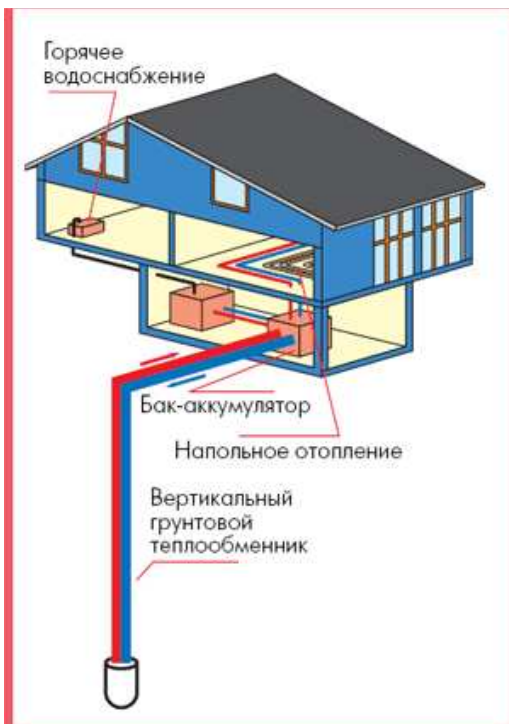 Горячее
водоснабжение
Бак-аккумулятор
Напольное отопление
Вертикальный
грунтовой
теплообменник